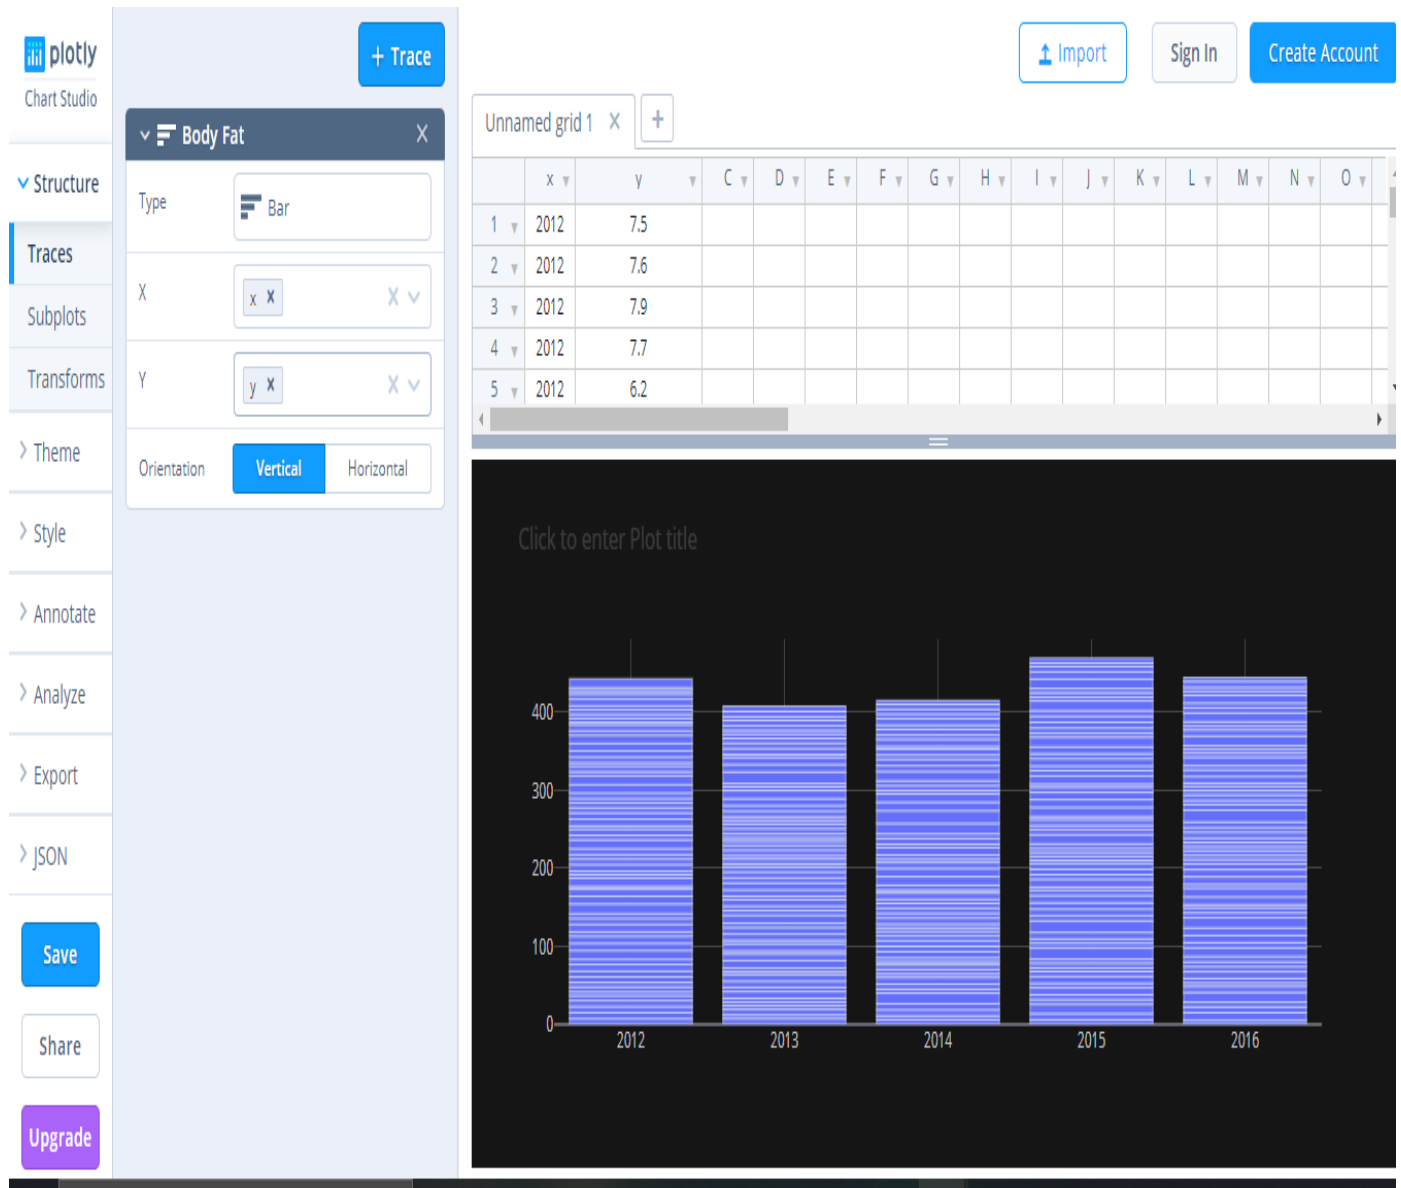 plotly
Chart Studio
Structure
Traces
Subplots
Transforms
Theme
Style
Annotate
Analyze
Export
JSON
Save
Share
Upgrade
+ Trace
Body Fat X
Type Bar
X x x X
Y y x X
Orientation Vertical Horizontal
Import Sign In Create Account
Unnamed grid 1 X +
x y C D E F G H I J K L M N O
1 2012 7.5
2 2012 7.6
3 2012 7.9
4 2012 7.7
5 2012 6.2
Click to enter Plot title
400
300
200
100
0
2012 2013 2014 2015 2016